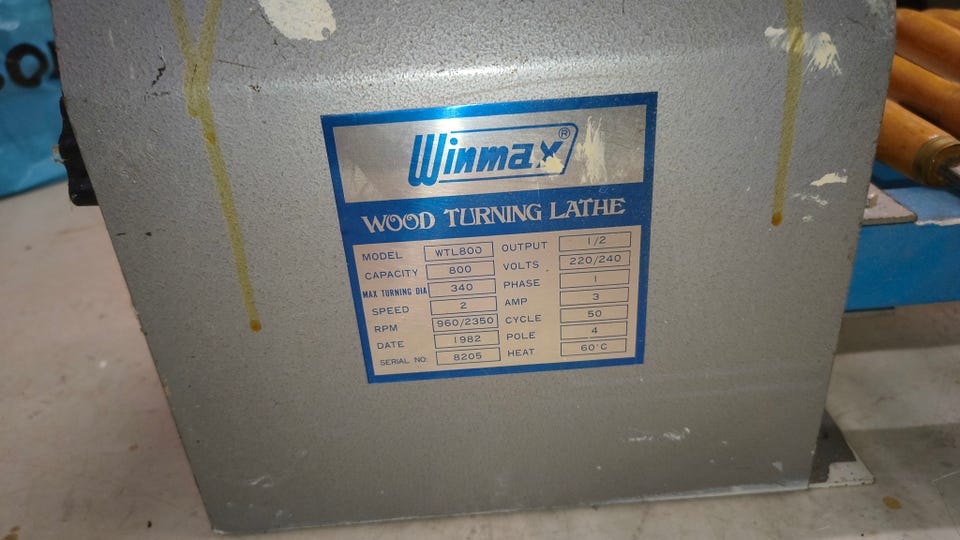 Winmax®
WOOD TURNING LATHE
MODEL WTL800 OUTPUT 1/2
CAPACITY 800 VOLTS 220/240
MAX TURNING DIA 340 PHASE 1
SPEED 2 AMP 3
RPM 960/2350 CYCLE 50
DATE 1982 POLE 4
SERIAL NO: 8205 HEAT 60°C